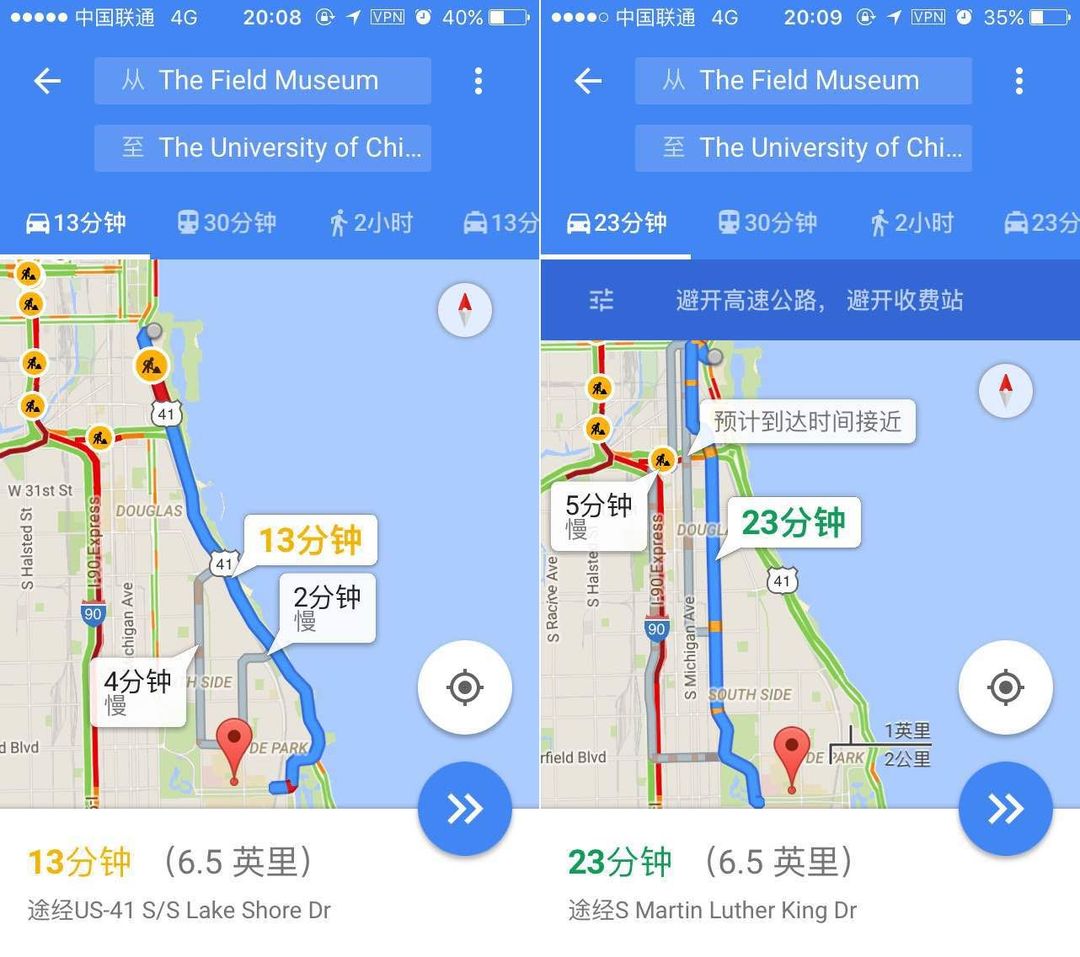 中国联通 4G 20:08 VPN 40%
从 The Field Museum
至 The University of Chi...
13分钟 30分钟 2小时 13分
41
W 31st St
S Halsted St
DOUGLAS
I-90 Express
13分钟
41
2分钟
慢
90
chigan Ave
4分钟
慢
H SIDE
DE PARK
d Blvd
13分钟 (6.5 英里)
途经US-41 S/S Lake Shore Dr
中国联通 4G 20:09 VPN 35%
从 The Field Museum
至 The University of Chi...
23分钟 30分钟 2小时 23分
避开高速公路， 避开收费站
预计到达时间接近
5分钟
慢
DOUGL
23分钟
I-90 Express
S Halste
S Racine Ave
41
90
S Michigan Ave
SOUTH SIDE
1英里
2公里
DE PARK
rfield Blvd
23分钟 (6.5 英里)
途经S Martin Luther King Dr